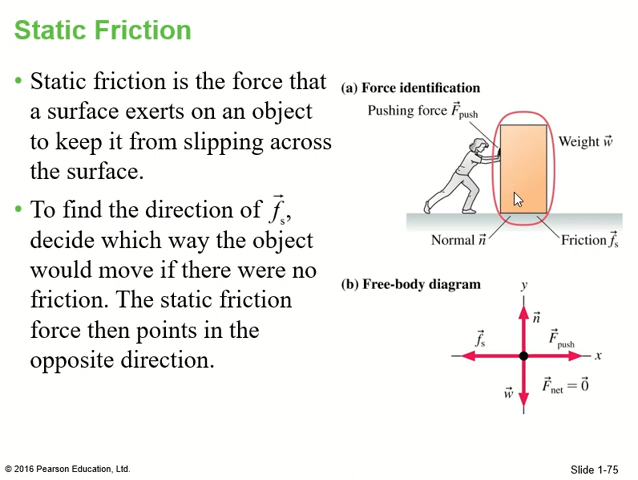 Static Friction
• Static friction is the force that
a surface exerts on an object
to keep it from slipping across
the surface.
• To find the direction of f⃗s,
decide which way the object
would move if there were no
friction. The static friction
force then points in the
opposite direction.
(a) Force identification
Pushing force F⃗push
Weight w⃗
Normal n⃗
Friction f⃗s
(b) Free-body diagram
y
n⃗
f⃗s
F⃗push
x
w⃗
F⃗net = 0⃗
© 2016 Pearson Education, Ltd.
Slide 1-75